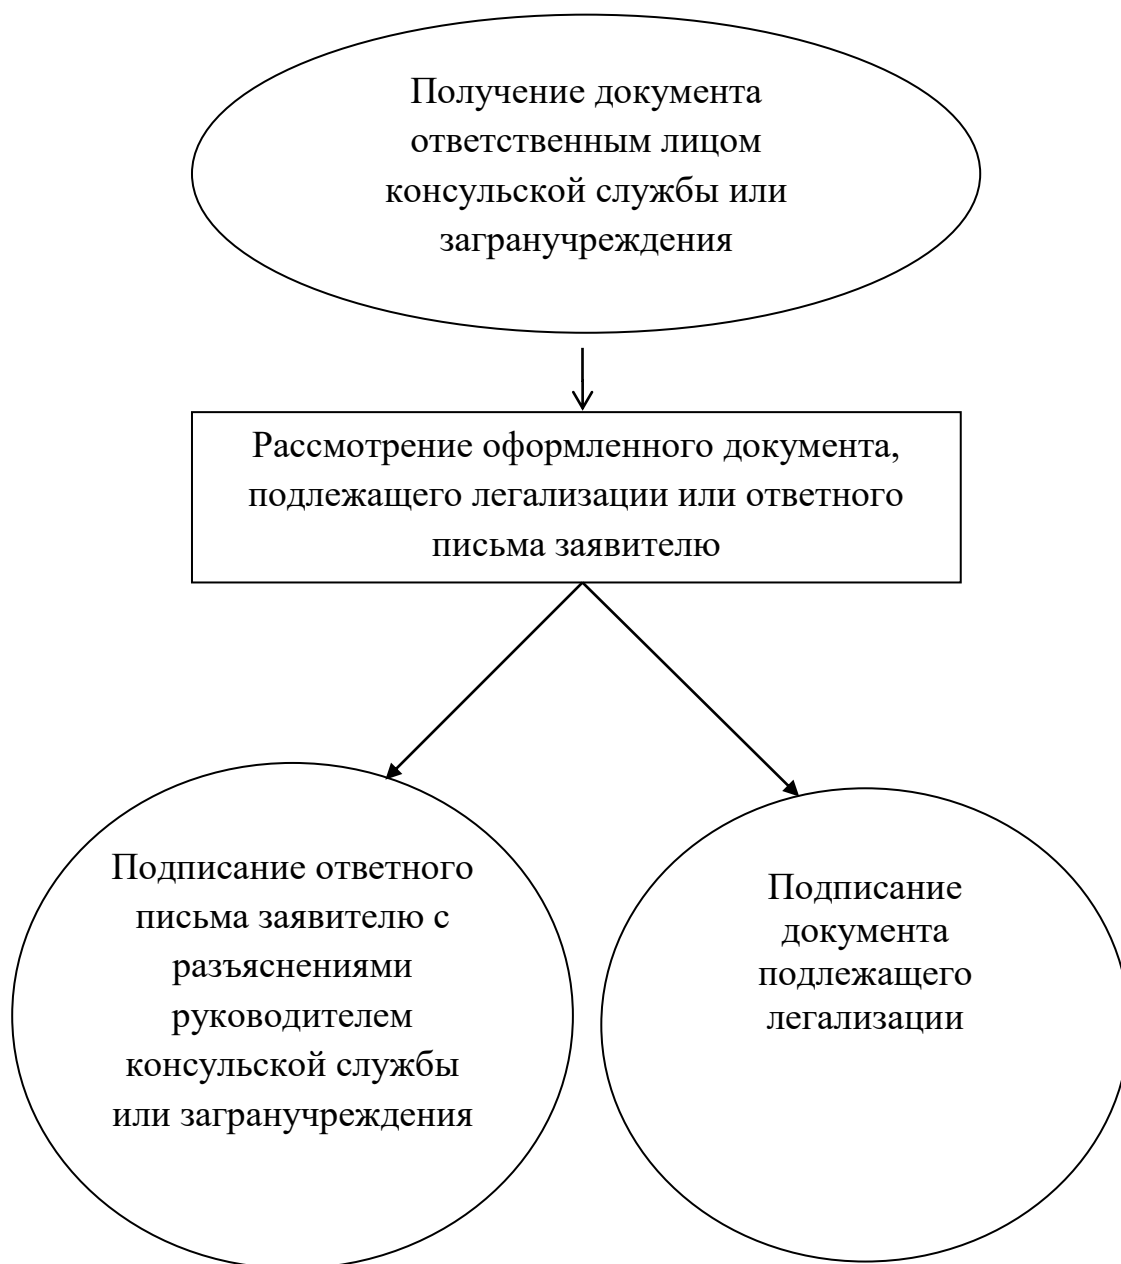 Получение документа
ответственным лицом
консульской службы или
загранучреждения
Рассмотрение оформленного документа,
подлежащего легализации или ответного
письма заявителю
Подписание ответного
письма заявителю с
разъяснениями
руководителем
консульской службы
или загранучреждения
Подписание
документа
подлежащего
легализации